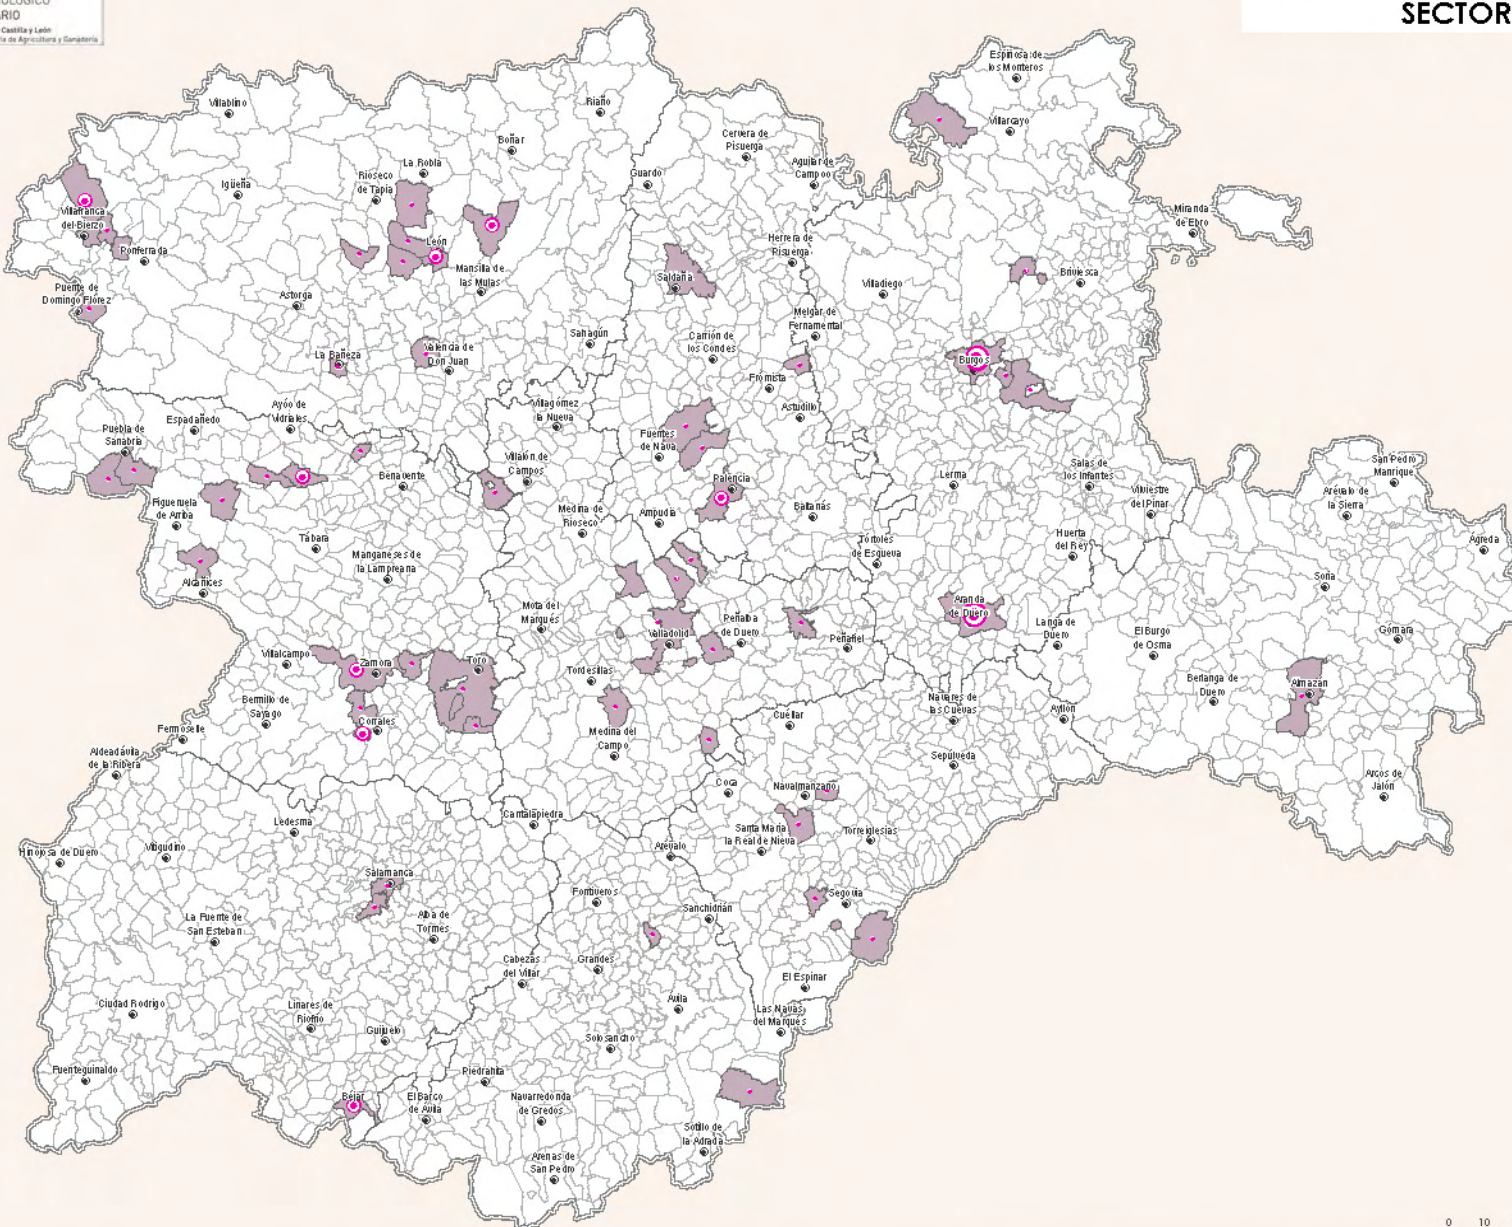 SECTOR
Castilla y León
Espinosa de
los Monteros
Villablino
Riaño
Villarcayo
Cervera de
Pisuerga
Boñar
La Robla
Aguilar de
Campoo
Guardo
Rioseco
de Tapia
Igüeña
Miranda
de Ebro
Villafranca
del Bierzo
León
Herrera de
Pisuerga
Ponferrada
Mansilla de
las Mulas
Saldaña
Briviesca
Villadiego
Puente de
Domingo Flórez
Astorga
Melgar de
Fernamental
Sahagún
Carrión de
los Condes
Valencia de
Don Juan
La Bañeza
Burgos
Frómista
Ayóo de
Vidriales
Villagómez
la Nueva
Astudillo
Espadañedo
Puebla de
Sanabria
Fuentes
de Nava
Villalón de
Campos
San Pedro
Manrique
Salas de
los Infantes
Lerma
Benavente
Palencia
Arévalo de
la Sierra
Vilviestre
del Pinar
Figueruela
de Arriba
Medina de
Rioseco
Ampudia
Baltanás
Tábara
Tórtoles
de Esgueva
Huerta
del Rey
Agreda
Manganeses de
la Lampreana
Alcañices
Soria
Aranda
de Duero
Mota del
Marqués
Peñalba
de Duero
Valladolid
Peñafiel
Langa de
Duero
El Burgo
de Osma
Gómara
Villalcampo
Zamora
Toro
Tordesillas
Berlanga de
Duero
Almazán
Bermillo de
Sayago
Navares de
las Cuevas
Cuéllar
Ayllón
Corrales
Fermoselle
Medina del
Campo
Aldeadávila
de la Ribera
Sepúlveda
Arcos de
Jalón
Coca
Navalmanzano
Cantalapiedra
Ledesma
Santa María
la Real de Nieva
Torreiglesias
Hinojosa de Duero
Vitigudino
Arévalo
Salamanca
Fontiveros
Segovia
Sanchidrián
La Fuente de
San Esteban
Alba de
Tormes
Cabezas
del Villar
Grandes
El Espinar
Ciudad Rodrigo
Linares de
Riofrío
Avila
Las Navas
del Marqués
Guijuelo
Solosancho
Fuenteguinaldo
Piedrahita
Béjar
El Barco
de Avila
Navarredonda
de Gredos
Sotillo de
la Adrada
Arenas de
San Pedro
0 10